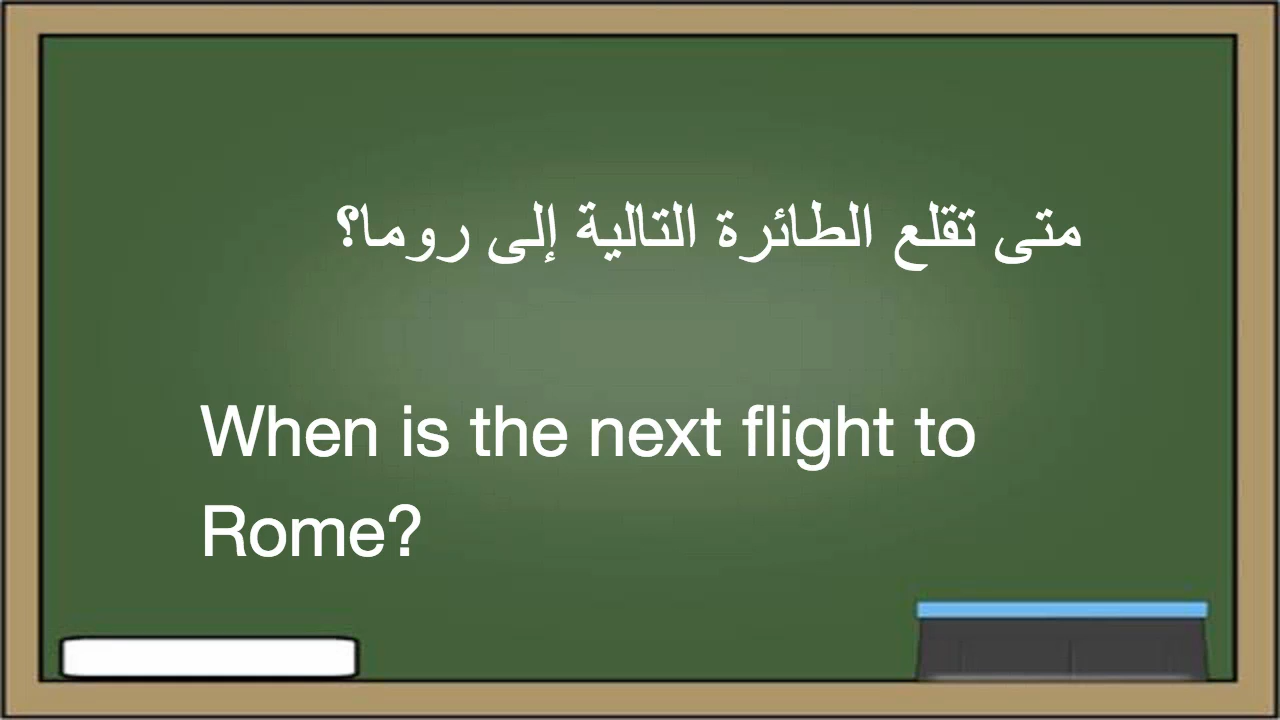 متى تقلع الطائرة التالية إلى روما؟
When is the next flight to
Rome?